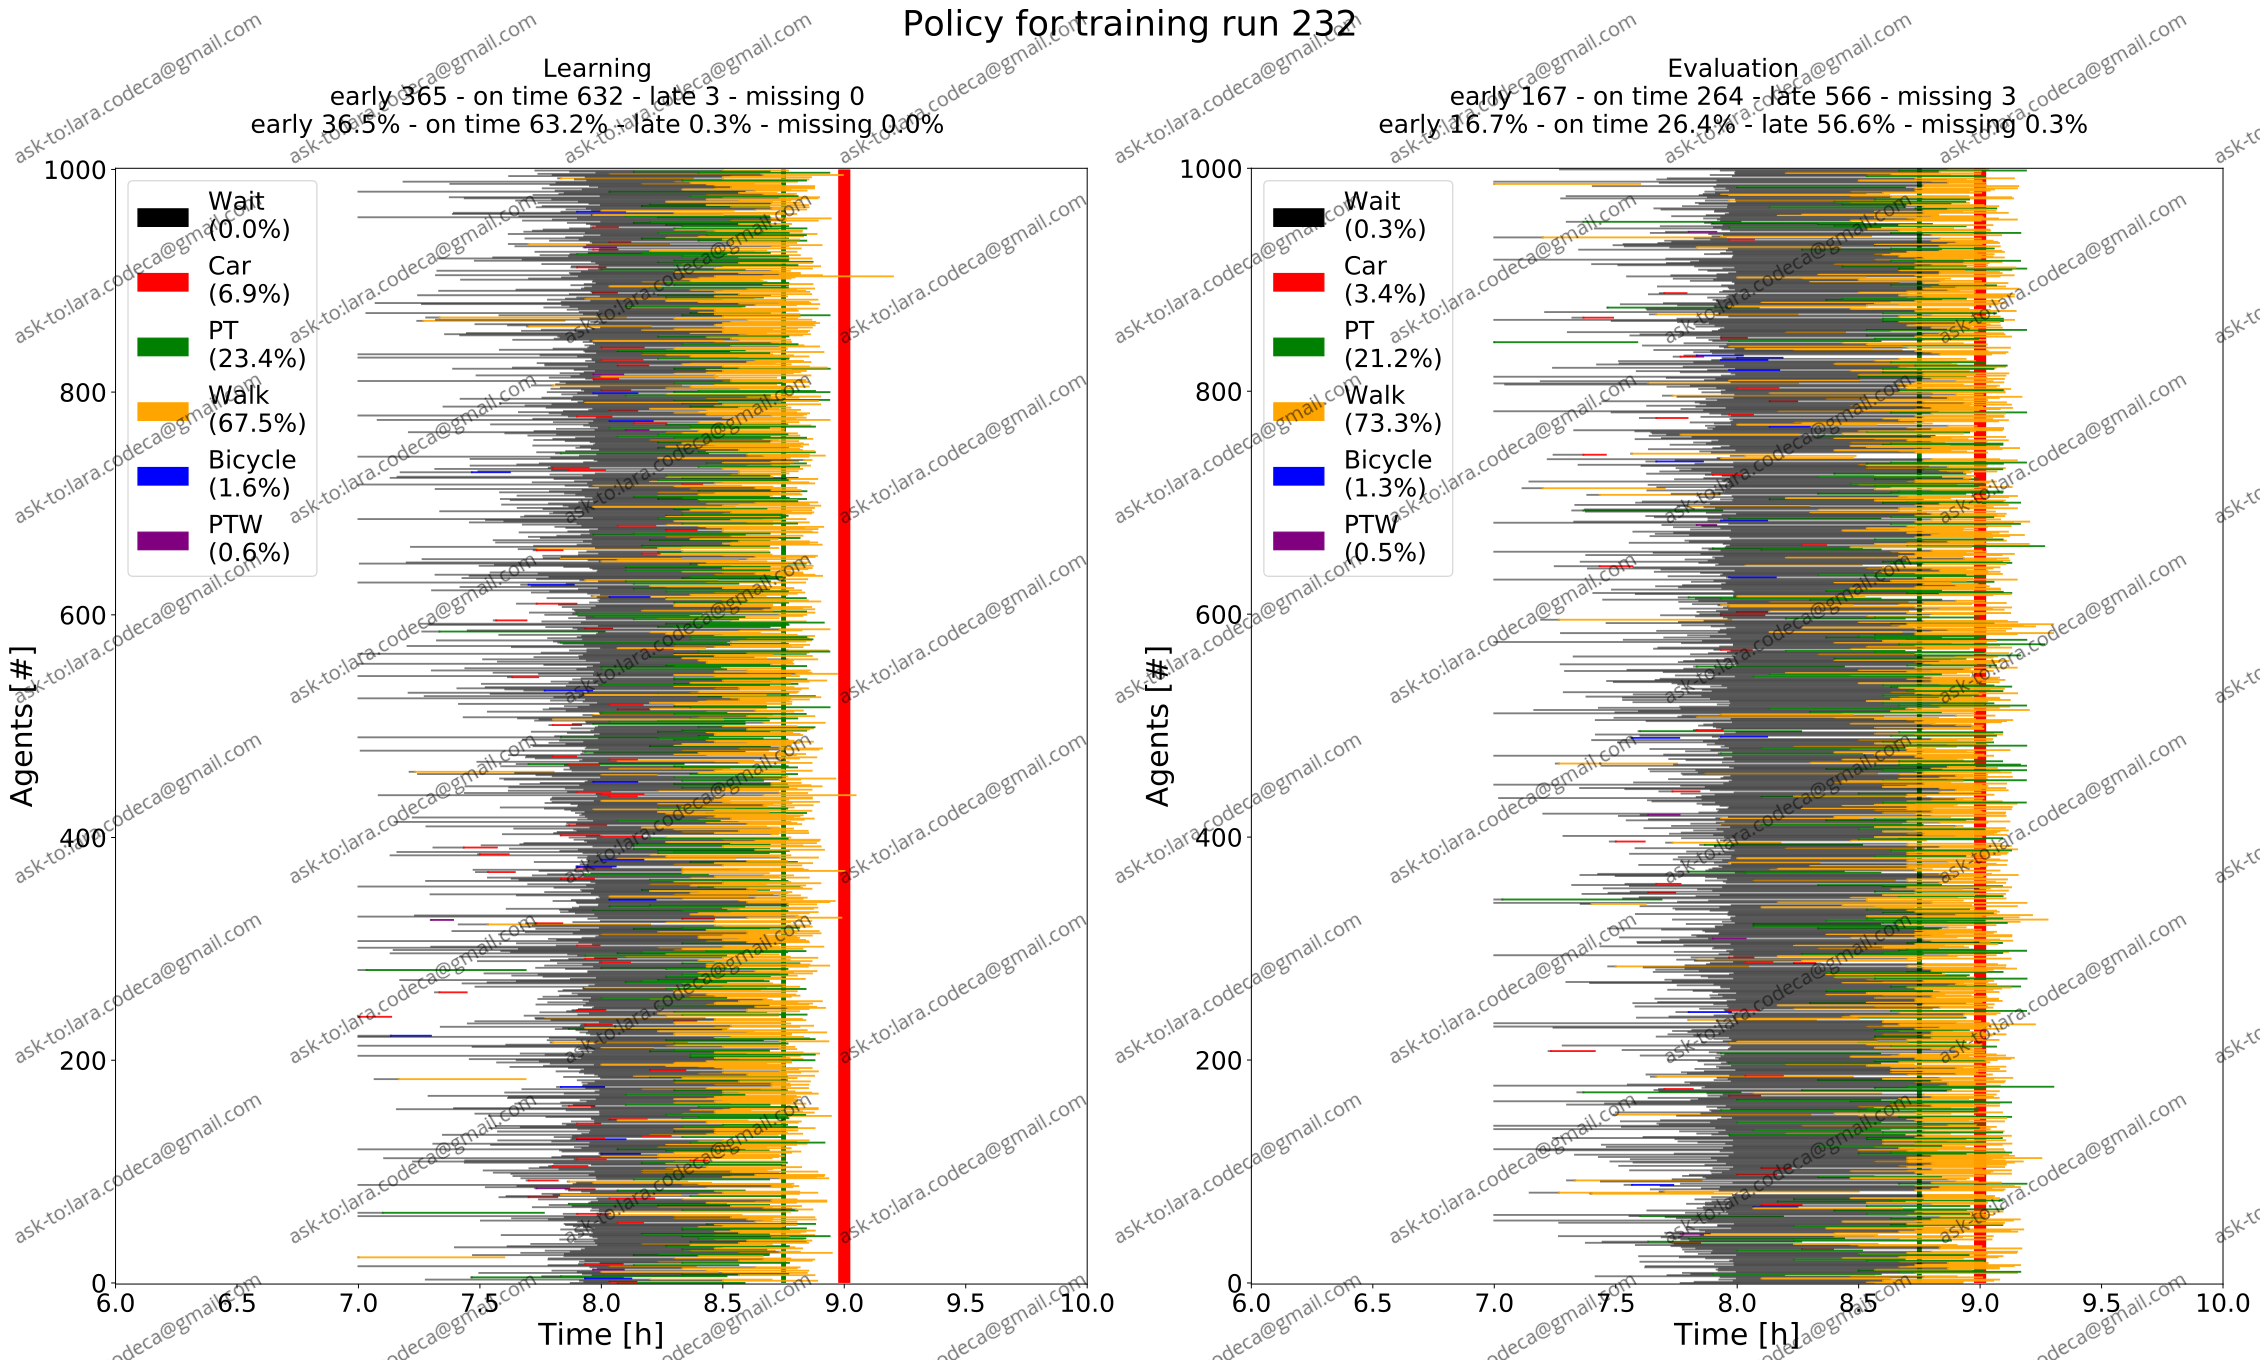 Policy for training run 232
Learning
early 365 - on time 632 - late 3 - missing 0
early 36.5% - on time 63.2% - late 0.3% - missing 0.0%
Agents [#]
1000
800
600
400
200
0
Wait
(0.0%)
Car
(6.9%)
PT
(23.4%)
Walk
(67.5%)
Bicycle
(1.6%)
PTW
(0.6%)
6.0 6.5 7.0 7.5 8.0 8.5 9.0 9.5 10.0
Time [h]
Evaluation
early 167 - on time 264 - late 566 - missing 3
early 16.7% - on time 26.4% - late 56.6% - missing 0.3%
Agents [#]
1000
800
600
400
200
0
Wait
(0.3%)
Car
(3.4%)
PT
(21.2%)
Walk
(73.3%)
Bicycle
(1.3%)
PTW
(0.5%)
6.0 6.5 7.0 7.5 8.0 8.5 9.0 9.5 10.0
Time [h]
ask-to:lara.codeca@gmail.com